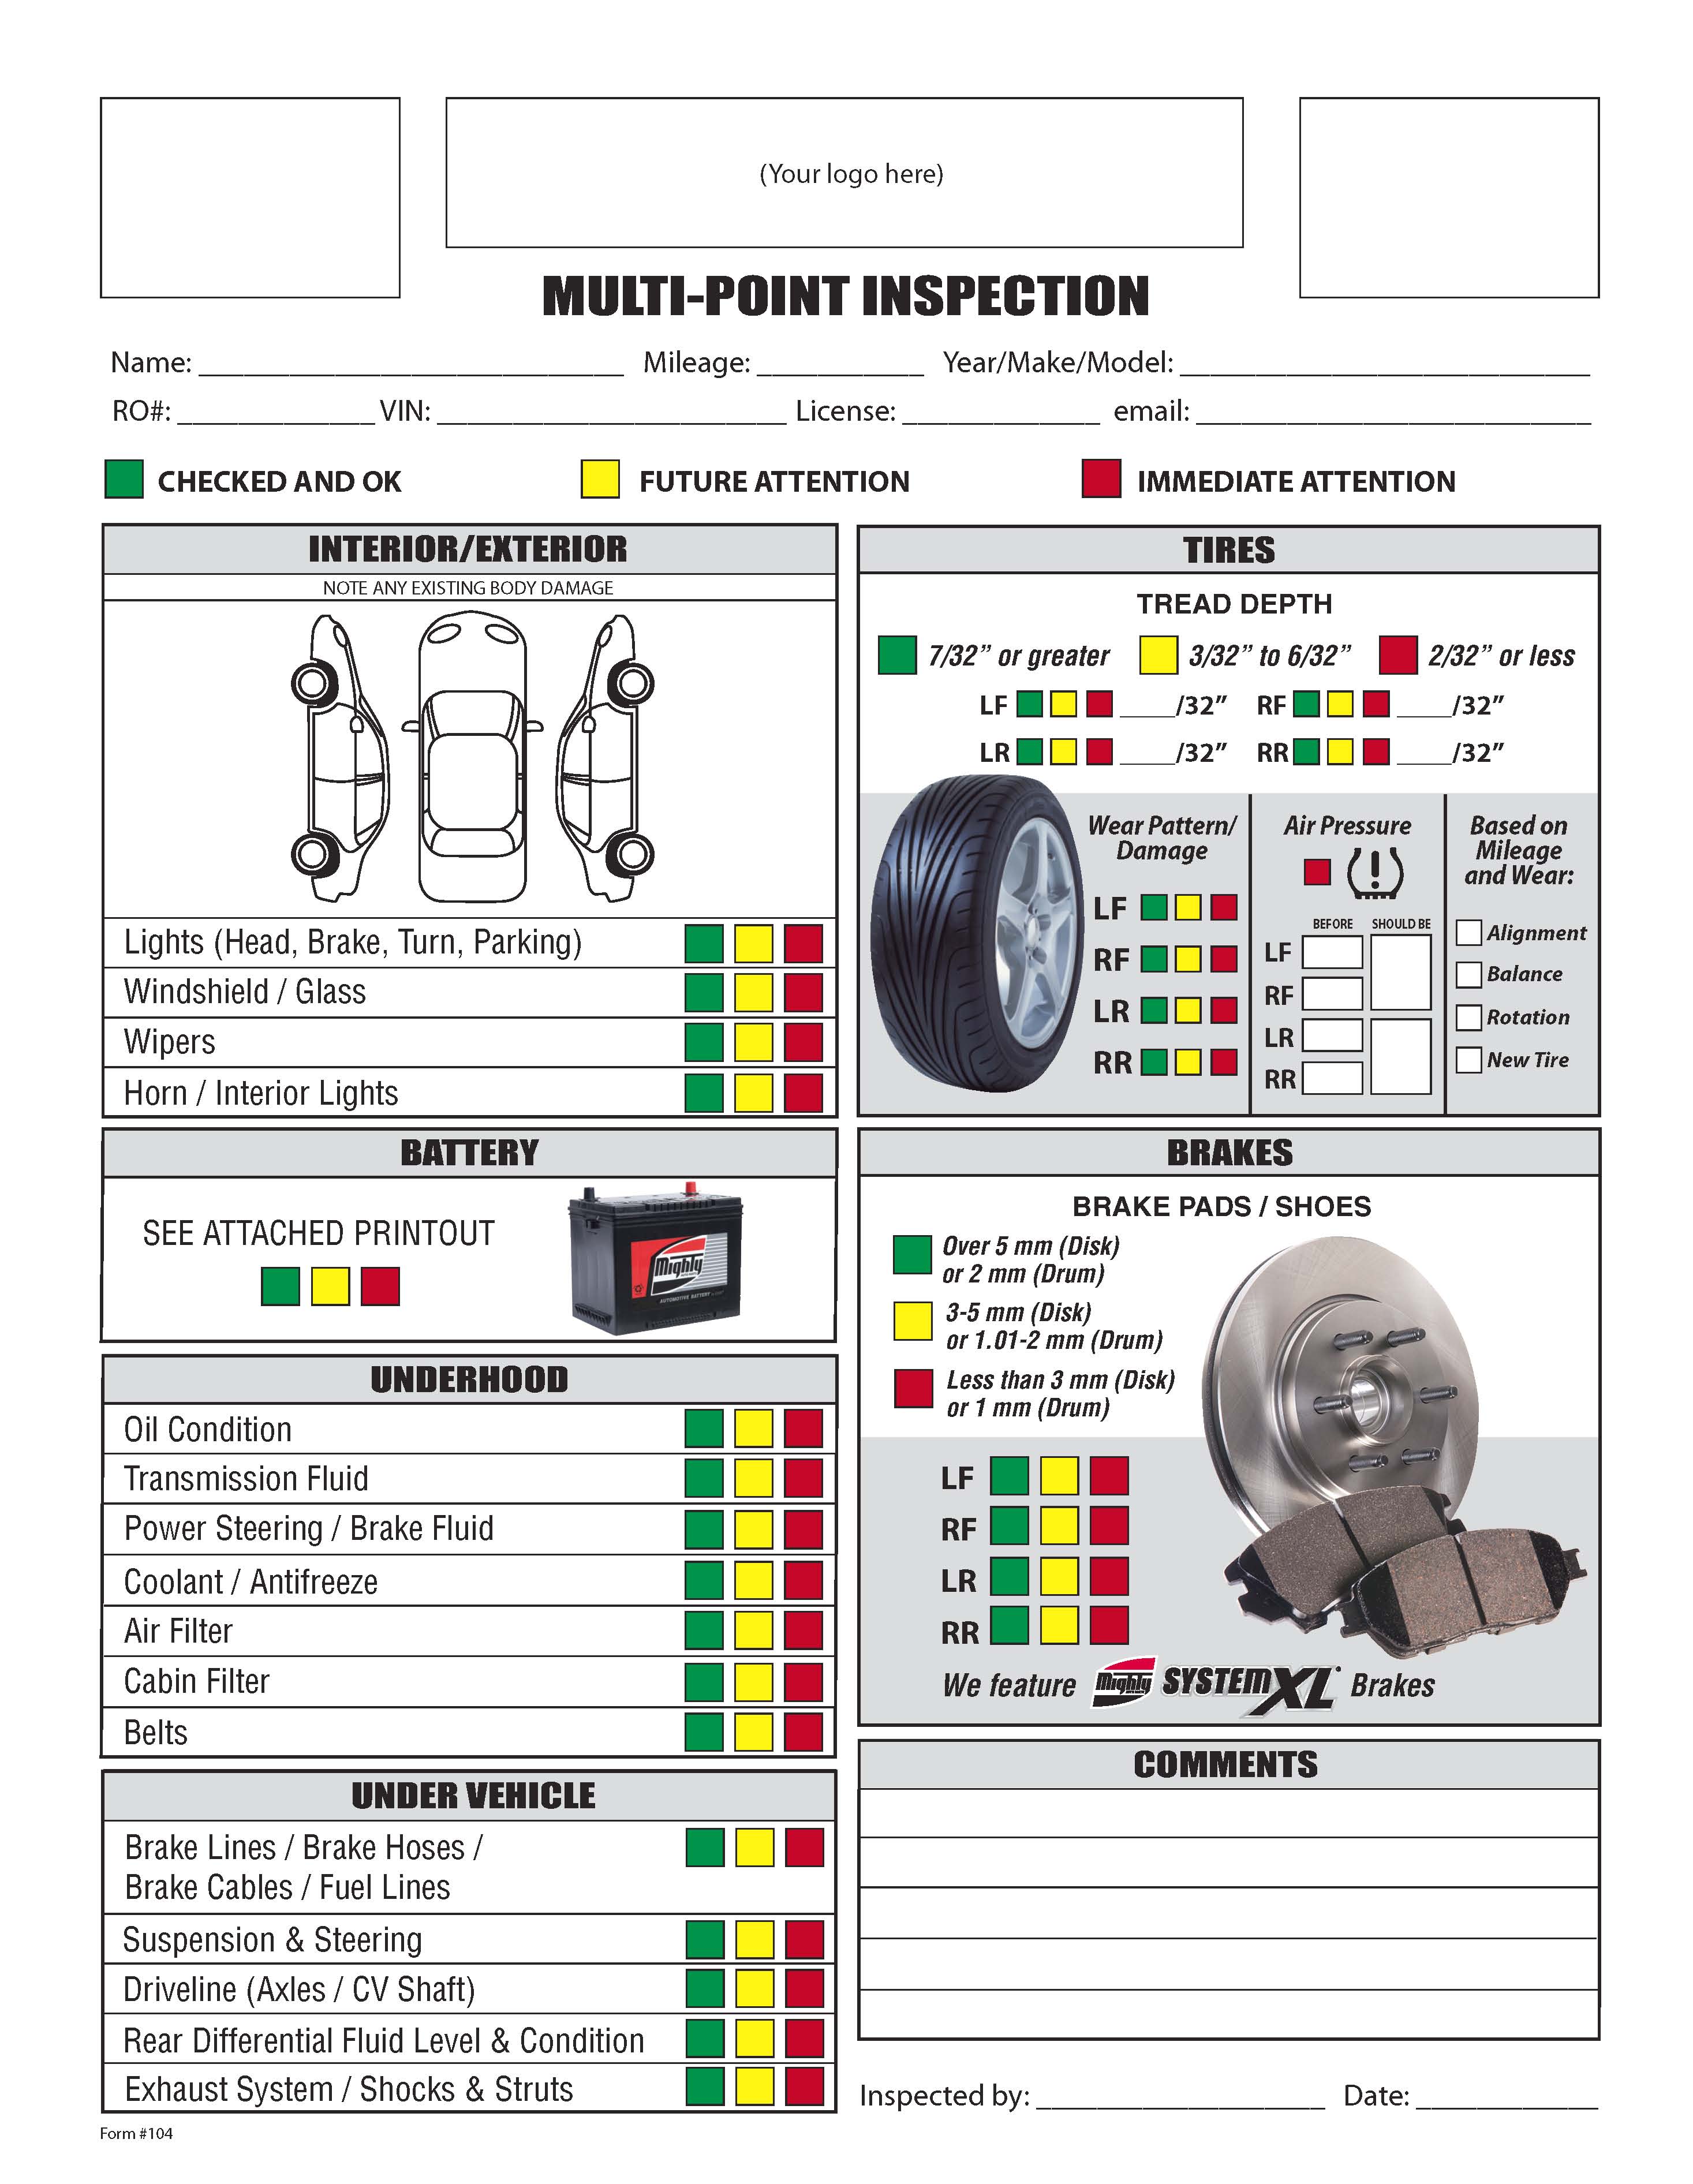 (Your logo here)
MULTI-POINT INSPECTION
Name: ____________________________ Mileage: ___________ Year/Make/Model: ___________________________
RO#: _____________ VIN: _______________________ License: _____________ email: __________________________
CHECKED AND OK FUTURE ATTENTION IMMEDIATE ATTENTION
INTERIOR/EXTERIOR
NOTE ANY EXISTING BODY DAMAGE
Lights (Head, Brake, Turn, Parking)
Windshield / Glass
Wipers
Horn / Interior Lights
BATTERY
SEE ATTACHED PRINTOUT
Mighty
AUTOMOTIVE BATTERY
UNDERHOOD
Oil Condition
Transmission Fluid
Power Steering / Brake Fluid
Coolant / Antifreeze
Air Filter
Cabin Filter
Belts
UNDER VEHICLE
Brake Lines / Brake Hoses /
Brake Cables / Fuel Lines
Suspension & Steering
Driveline (Axles / CV Shaft)
Rear Differential Fluid Level & Condition
Exhaust System / Shocks & Struts
Form #104
TIRES
TREAD DEPTH
7/32” or greater 3/32” to 6/32” 2/32” or less
LF ____/32” RF ____/32”
LR ____/32” RR ____/32”
Wear Pattern/
Damage
LF
RF
LR
RR
Air Pressure
BEFORE SHOULD BE
LF
RF
LR
RR
Based on
Mileage
and Wear:
Alignment
Balance
Rotation
New Tire
BRAKES
BRAKE PADS / SHOES
Over 5 mm (Disk)
or 2 mm (Drum)
3-5 mm (Disk)
or 1.01-2 mm (Drum)
Less than 3 mm (Disk)
or 1 mm (Drum)
LF
RF
LR
RR
We feature Mighty SYSTEM XL Brakes
COMMENTS
Inspected by: ___________________ Date: ____________